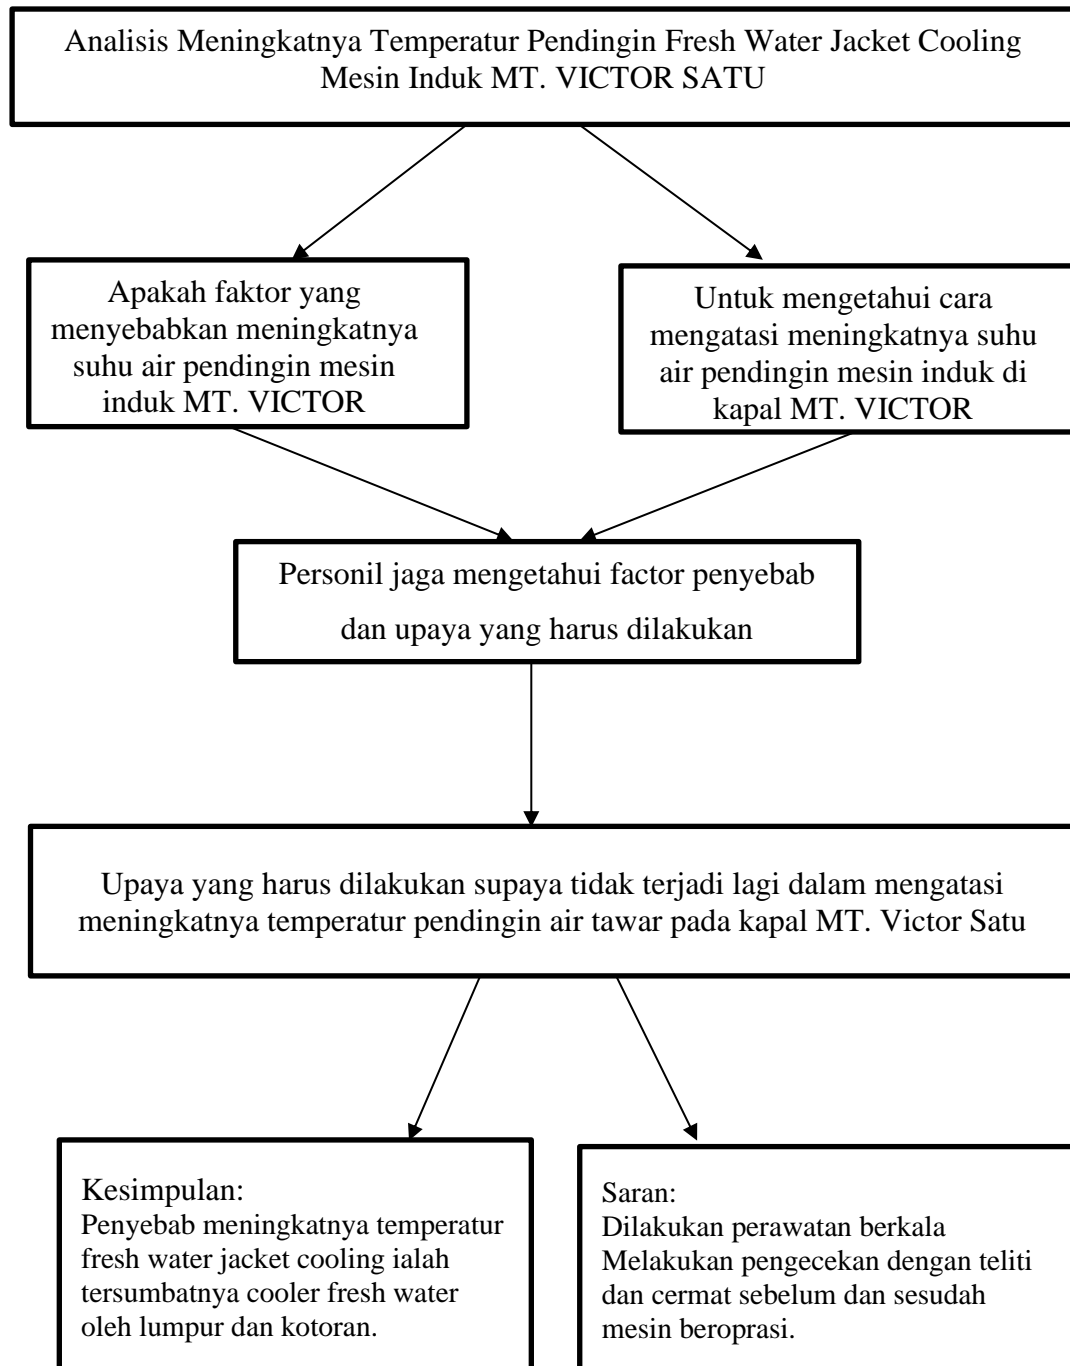 Analisis Meningkatnya Temperatur Pendingin Fresh Water Jacket Cooling
Mesin Induk MT. VICTOR SATU
Apakah faktor yang
menyebabkan meningkatnya
suhu air pendingin mesin
induk MT. VICTOR
Untuk mengetahui cara
mengatasi meningkatnya suhu
air pendingin mesin induk di
kapal MT. VICTOR
Personil jaga mengetahui factor penyebab
dan upaya yang harus dilakukan
Upaya yang harus dilakukan supaya tidak terjadi lagi dalam mengatasi
meningkatnya temperatur pendingin air tawar pada kapal MT. Victor Satu
Kesimpulan:
Penyebab meningkatnya temperatur
fresh water jacket cooling ialah
tersumbatnya cooler fresh water
oleh lumpur dan kotoran.
Saran:
Dilakukan perawatan berkala
Melakukan pengecekan dengan teliti
dan cermat sebelum dan sesudah
mesin beroprasi.